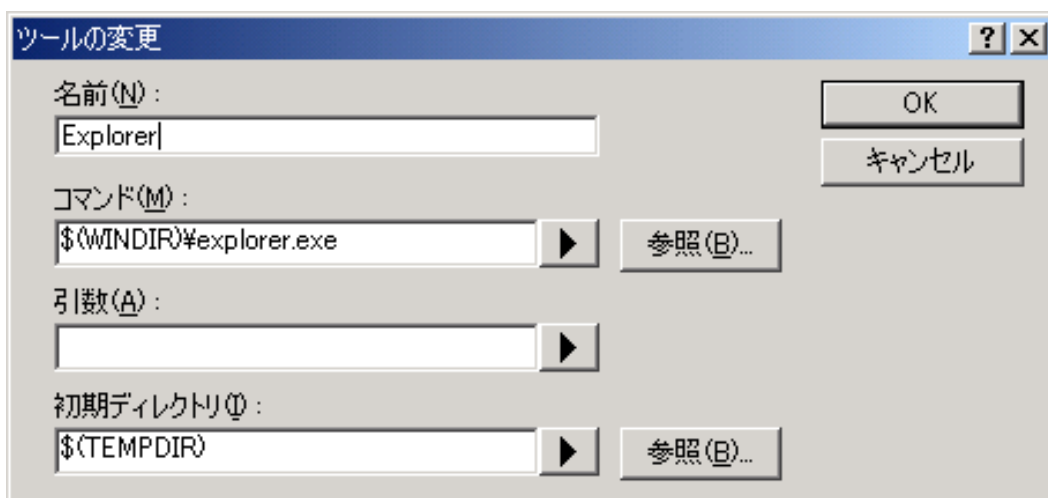 ツールの変更
名前(N):
OK
Explorer
キャンセル
コマンド(M):
$(WINDIR)¥explorer.exe
参照(B)...
引数(A):
初期ディレクトリ(I):
$(TEMPDIR)
参照(B)...